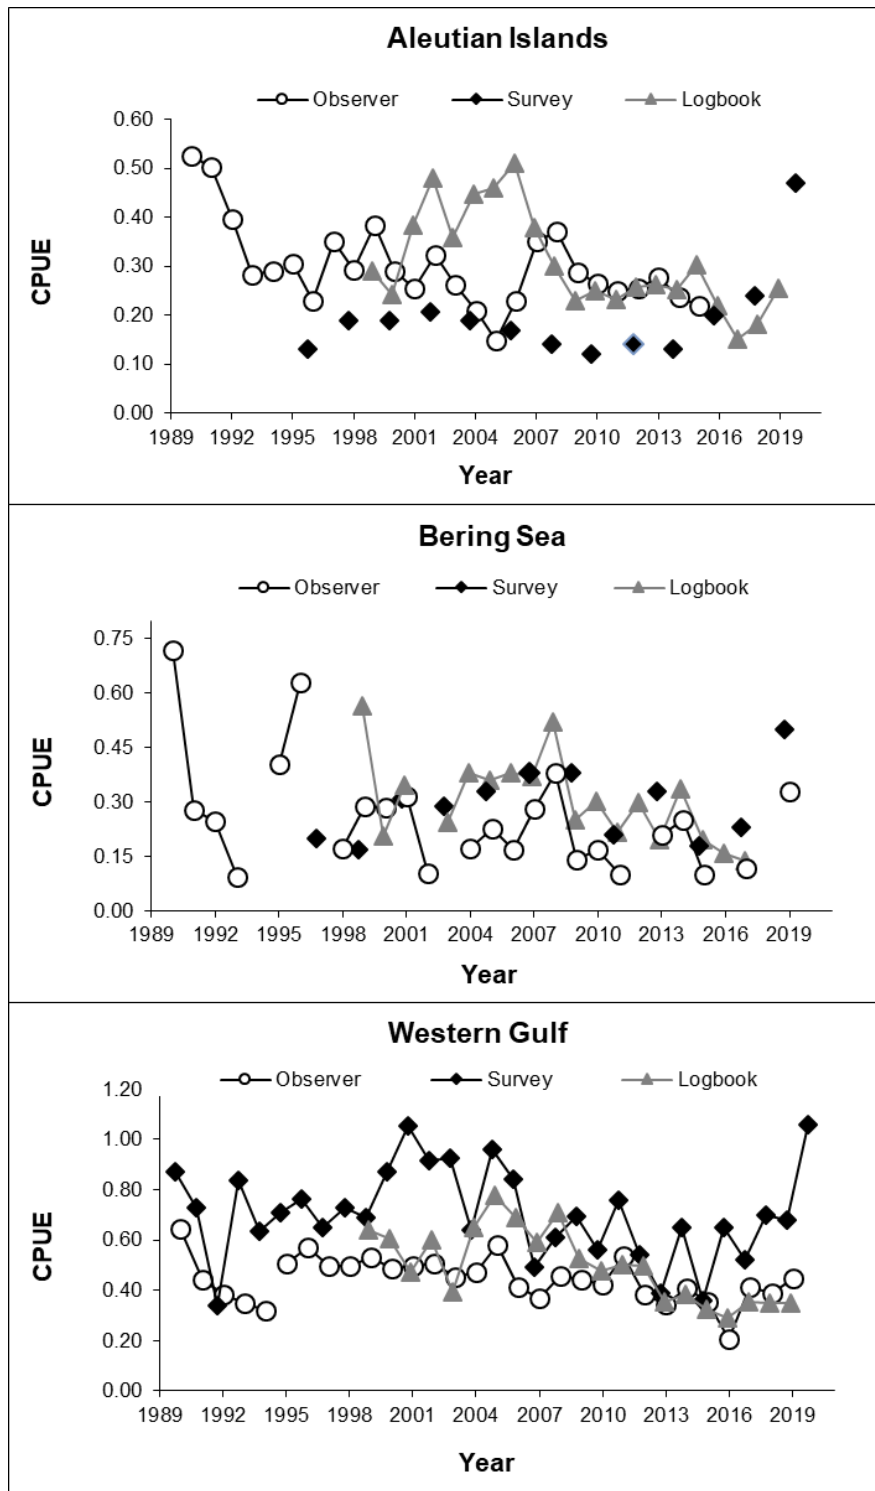 Aleutian Islands
Observer Survey Logbook
0.60
0.50
0.40
0.30
0.20
0.10
0.00
CPUE
1989 1992 1995 1998 2001 2004 2007 2010 2013 2016 2019
Year
Bering Sea
Observer Survey Logbook
0.75
0.60
0.45
0.30
0.15
0.00
CPUE
1989 1992 1995 1998 2001 2004 2007 2010 2013 2016 2019
Year
Western Gulf
Observer Survey Logbook
1.20
1.00
0.80
0.60
0.40
0.20
0.00
CPUE
1989 1992 1995 1998 2001 2004 2007 2010 2013 2016 2019
Year